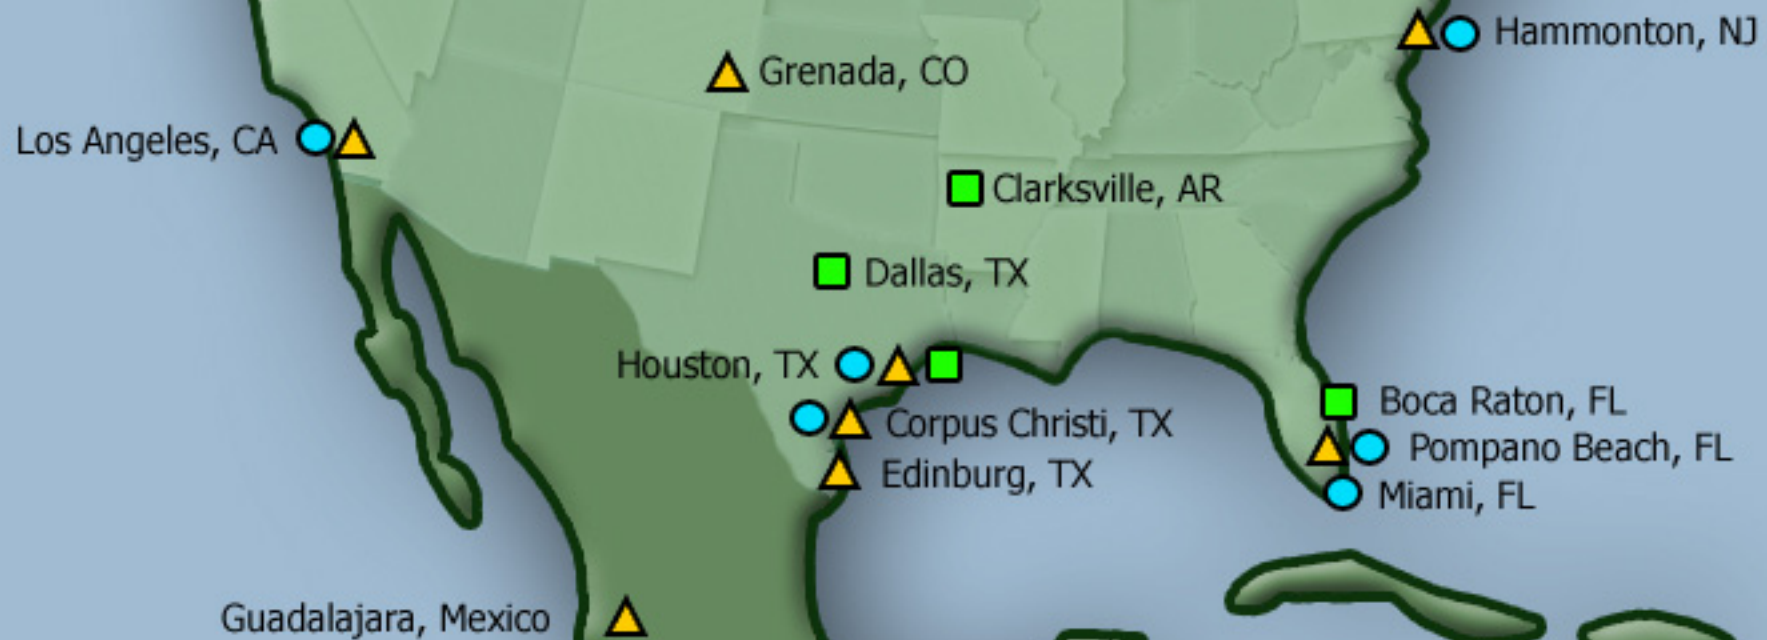 Hammonton, NJ
Grenada, CO
Los Angeles, CA
Clarksville, AR
Dallas, TX
Houston, TX
Boca Raton, FL
Corpus Christi, TX
Pompano Beach, FL
Edinburg, TX
Miami, FL
Guadalajara, Mexico